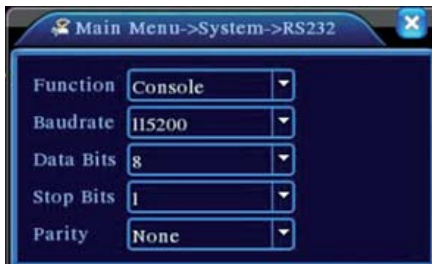 Main Menu->System->RS232
Function Console
Baudrate 115200
Data Bits 8
Stop Bits 1
Parity None